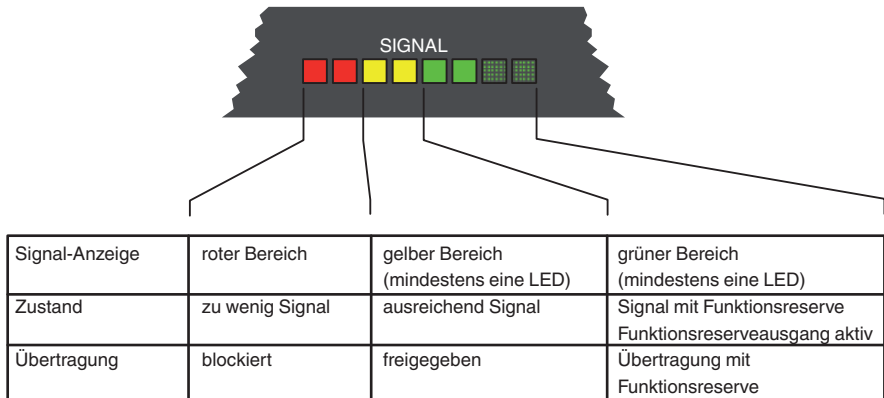 SIGNAL
Signal-Anzeige
roter Bereich
gelber Bereich
(mindestens eine LED)
grüner Bereich
(mindestens eine LED)
Zustand
zu wenig Signal
ausreichend Signal
Signal mit Funktionsreserve
Funktionsreserveausgang aktiv
Übertragung
blockiert
freigegeben
Übertragung mit
Funktionsreserve